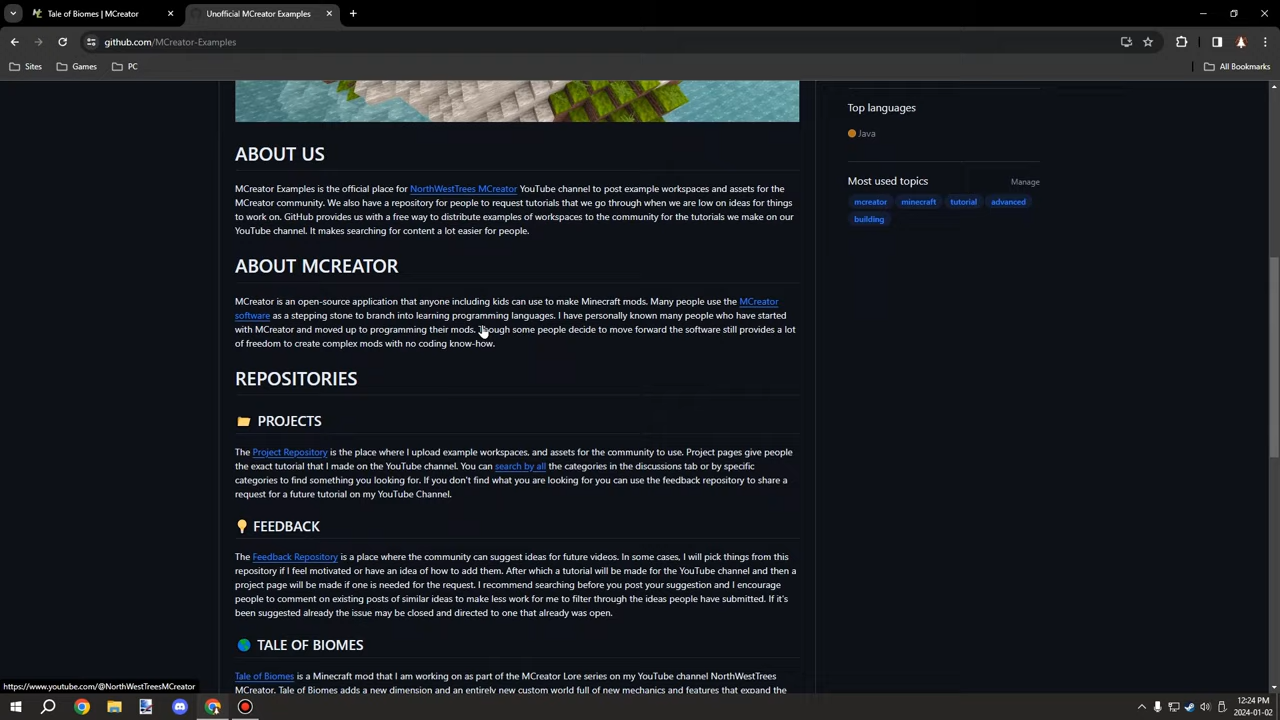 Tale of Biomes | MCreator
Unofficial MCreator Examples
github.com/MCreator-Examples
Sites
Games
PC
All Bookmarks
ABOUT US
MCreator Examples is the official place for NorthWestTrees MCreator YouTube channel to post example workspaces and assets for the
MCreator community. We also have a repository for people to request tutorials that we go through when we are low on ideas for things
to work on. GitHub provides us with a free way to distribute examples of workspaces to the community for the tutorials we make on our
YouTube channel. It makes searching for content a lot easier for people.
ABOUT MCREATOR
MCreator is an open-source application that anyone including kids can use to make Minecraft mods. Many people use the MCreator
software as a stepping stone to branch into learning programming languages. I have personally known many people who have started
with MCreator and moved up to programming their mods. Though some people decide to move forward the software still provides a lot
of freedom to create complex mods with no coding know-how.
REPOSITORIES
PROJECTS
The Project Repository is the place where I upload example workspaces, and assets for the community to use. Project pages give people
the exact tutorial that I made on the YouTube channel. You can search by all the categories in the discussions tab or by specific
categories to find something you looking for. If you don't find what you are looking for you can use the feedback repository to share a
request for a future tutorial on my YouTube Channel.
FEEDBACK
The Feedback Repository is a place where the community can suggest ideas for future videos. In some cases, I will pick things from this
repository if I feel motivated or have an idea of how to add them. After which a tutorial will be made for the YouTube channel and then a
project page will be made if one is needed for the request. I recommend searching before you post your suggestion and I encourage
people to comment on existing posts of similar ideas to make less work for me to filter through the ideas people have submitted. If it's
been suggested already the issue may be closed and directed to one that already was open.
TALE OF BIOMES
Tale of Biomes is a Minecraft mod that I am working on as part of the MCreator Lore series on my YouTube channel NorthWestTrees
MCreator. Tale of Biomes adds a new dimension and an entirely new custom world full of new mechanics and features that expand the
Top languages
Java
Most used topics
Manage
mcreator
minecraft
tutorial
advanced
building
https://www.youtube.com/@NorthWestTreesMCreator
12:24 PM
2024-01-02